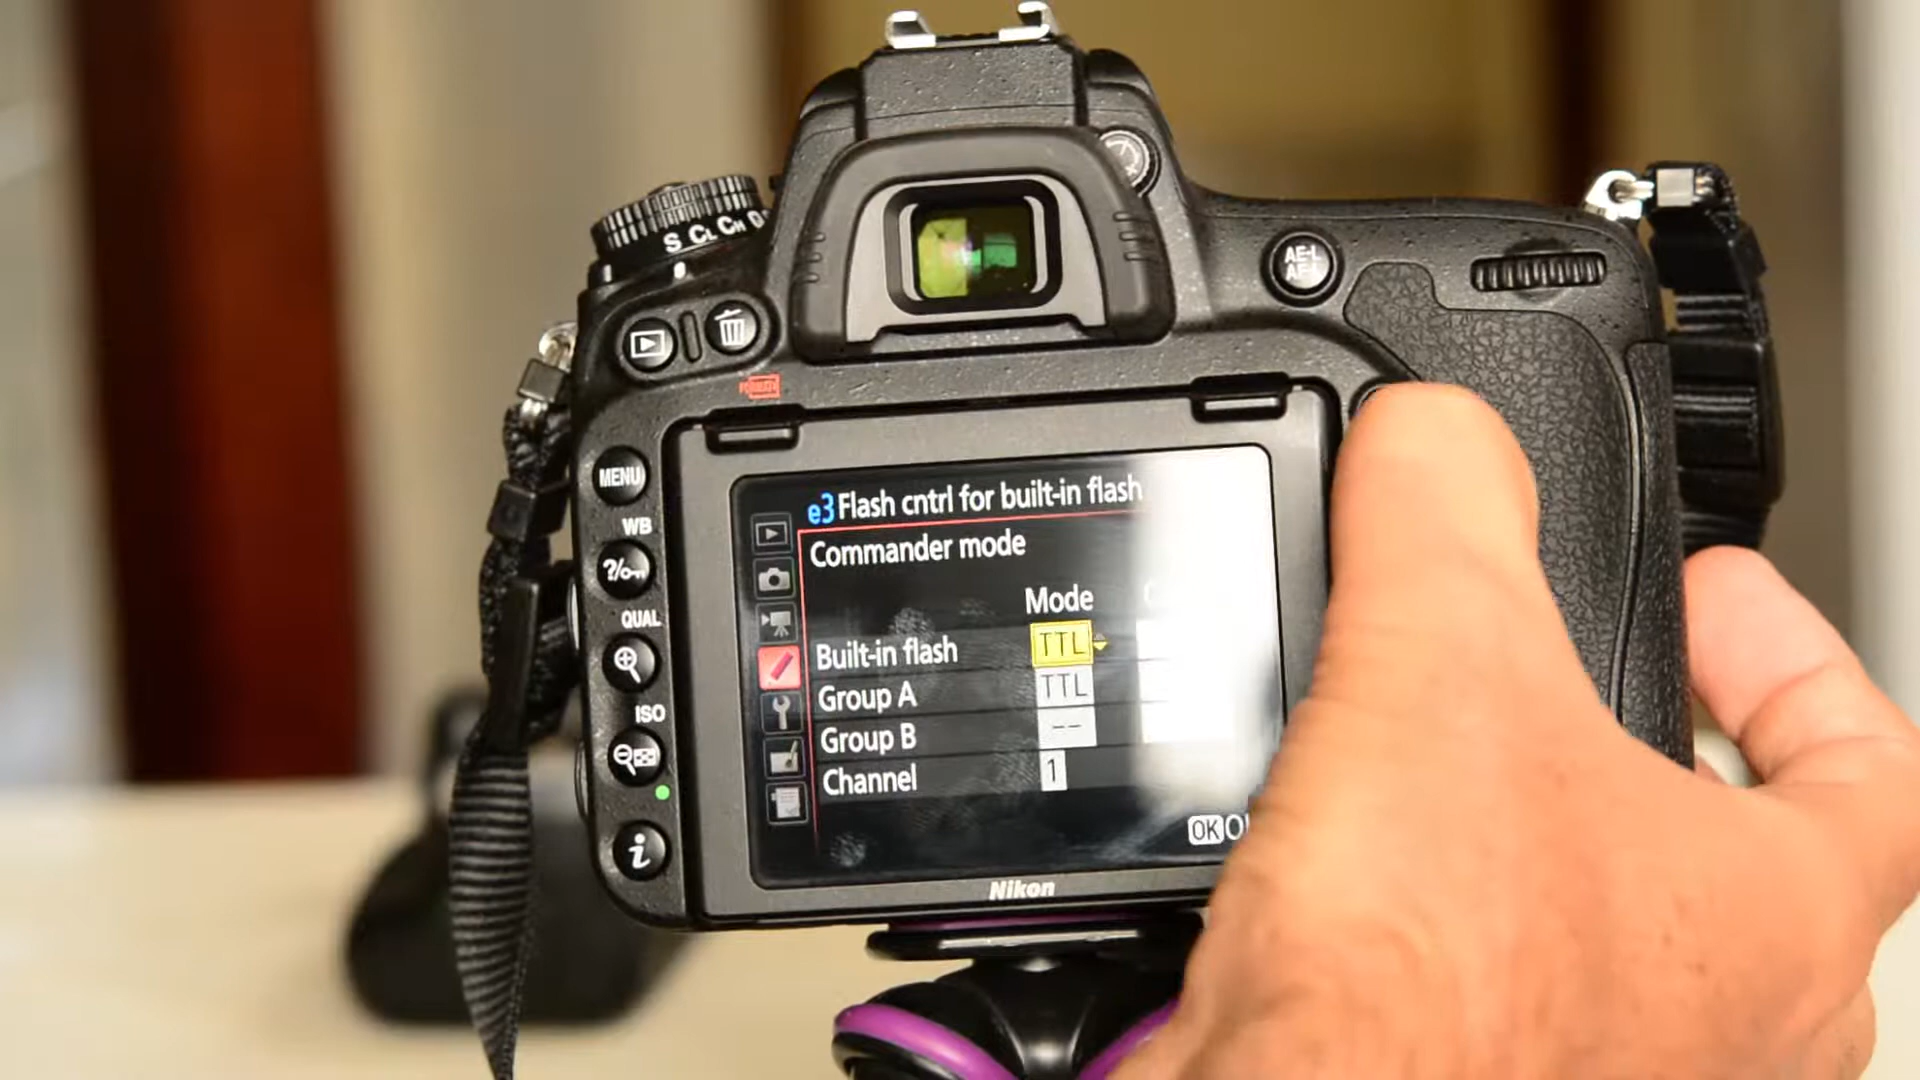 S CL CH
AE-L
MENU
WB
?
QUAL
ISO
i
e3 Flash cntrl for built-in flash
Commander mode
Mode
Built-in flash TTL
Group A TTL
Group B --
Channel 1
OK
Nikon